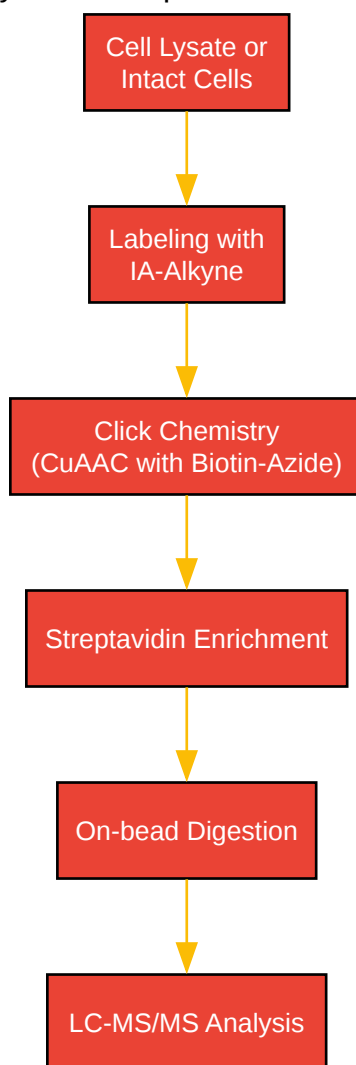 Cell Lysate or
Intact Cells
Labeling with
IA-Alkyne
Click Chemistry
(CuAAC with Biotin-Azide)
Streptavidin Enrichment
On-bead Digestion
LC-MS/MS Analysis